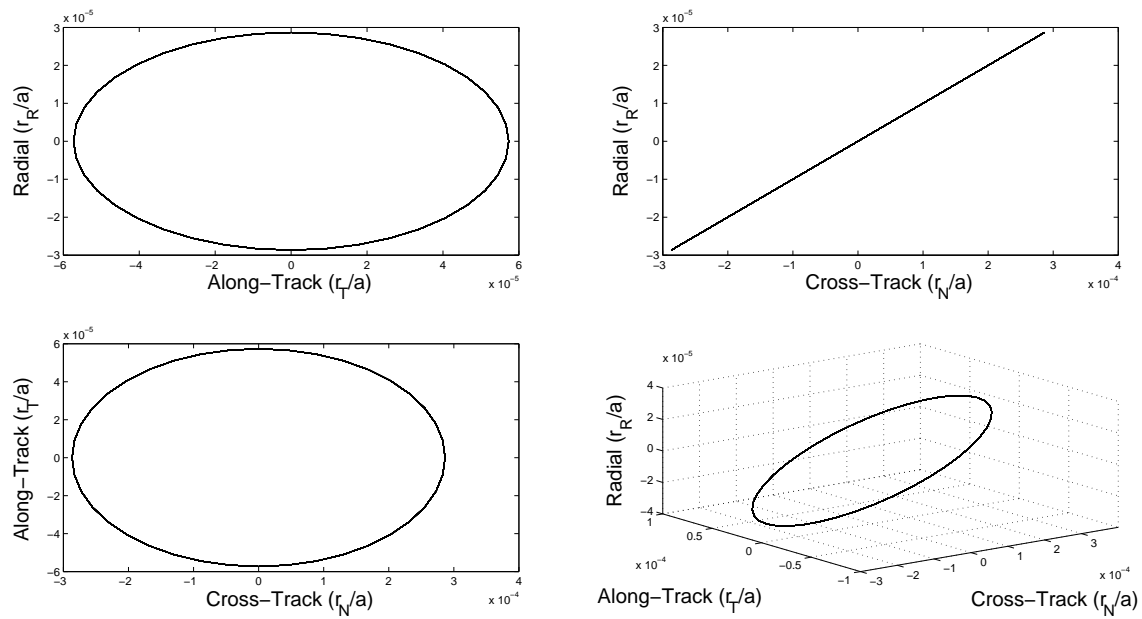 x 10−5
3
2
1
0
−1
−2
−3
Radial (r_R/a)
−6 −4 −2 0 2 4 6
x 10−5
Along−Track (r_T/a)
x 10−5
3
2
1
0
−1
−2
−3
Radial (r_R/a)
−3 −2 −1 0 1 2 3 4
x 10−4
Cross−Track (r_N/a)
x 10−5
6
4
2
0
−2
−4
−6
Along−Track (r_T/a)
−3 −2 −1 0 1 2 3 4
x 10−4
Cross−Track (r_N/a)
x 10−5
4
2
0
−2
−4
Radial (r_R/a)
1
0.5
0
−0.5
−1
x 10−4
Along−Track (r_T/a)
−3 −2 −1 0 1 2 3 4
x 10−4
Cross−Track (r_N/a)